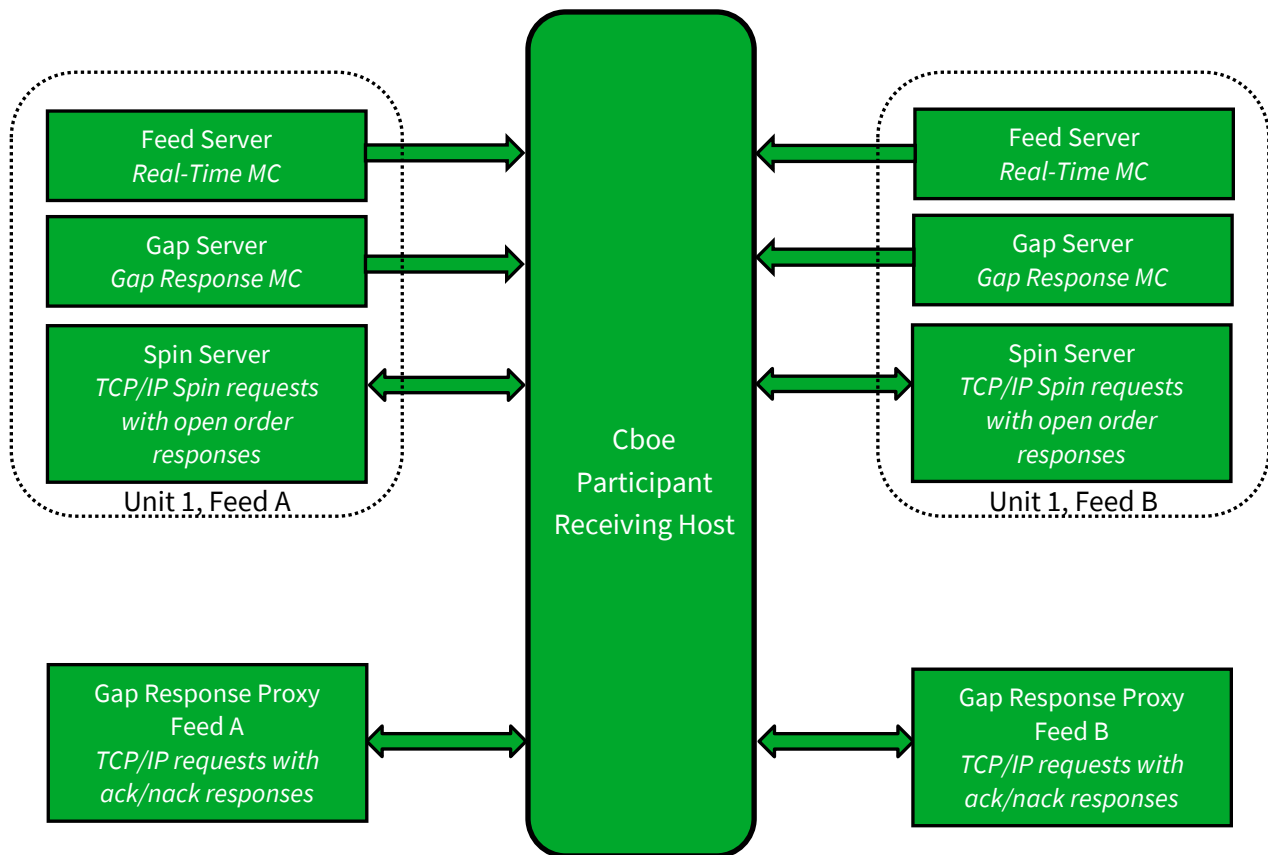 Feed Server
Real-Time MC
Gap Server
Gap Response MC
Spin Server
TCP/IP Spin requests
with open order
responses
Unit 1, Feed A
Gap Response Proxy
Feed A
TCP/IP requests with
ack/nack responses
Cboe
Participant
Receiving Host
Feed Server
Real-Time MC
Gap Server
Gap Response MC
Spin Server
TCP/IP Spin requests
with open order
responses
Unit 1, Feed B
Gap Response Proxy
Feed B
TCP/IP requests with
ack/nack responses